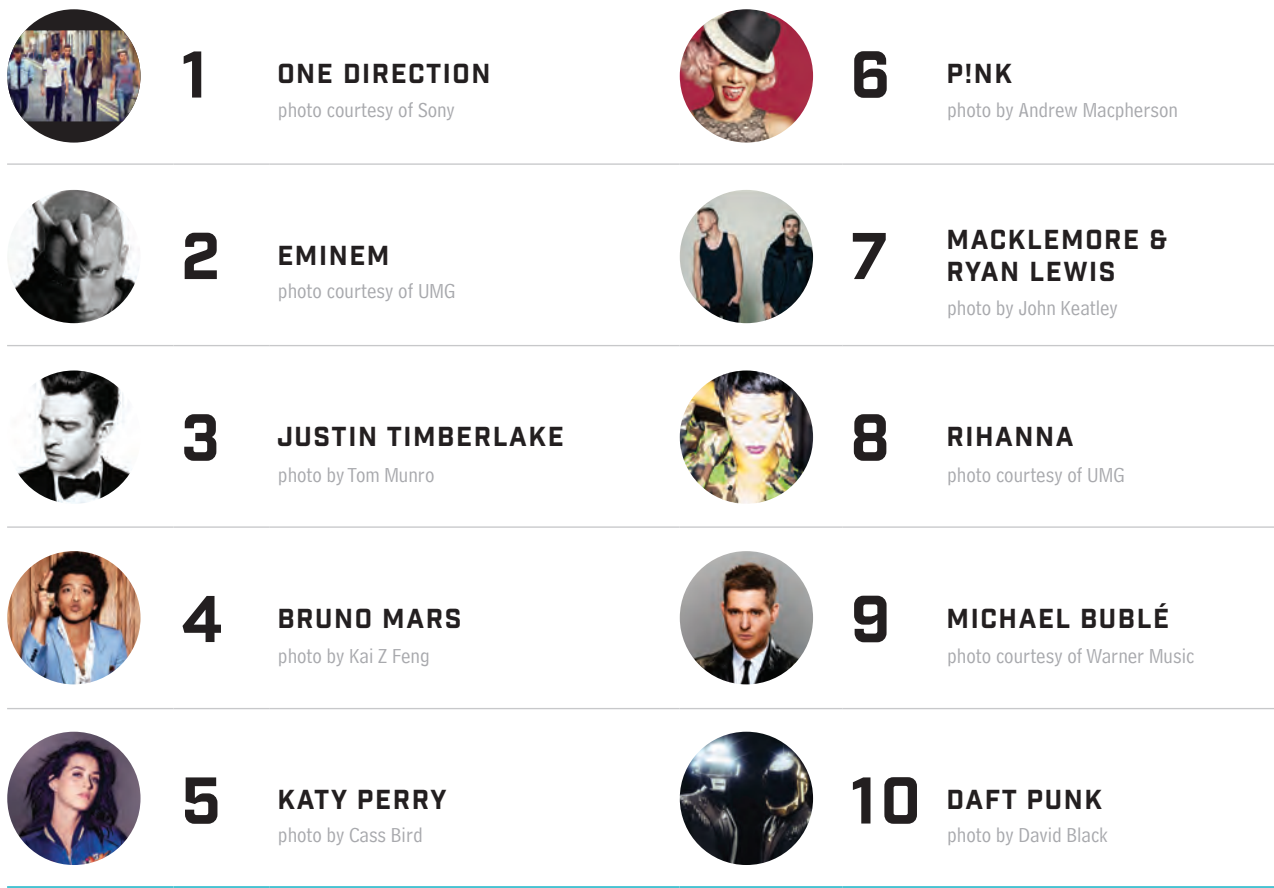 1
ONE DIRECTION
photo courtesy of Sony
2
EMINEM
photo courtesy of UMG
3
JUSTIN TIMBERLAKE
photo by Tom Munro
4
BRUNO MARS
photo by Kai Z Feng
5
KATY PERRY
photo by Cass Bird
6
P!NK
photo by Andrew Macpherson
7
MACKLEMORE &
RYAN LEWIS
photo by John Keatley
8
RIHANNA
photo courtesy of UMG
9
MICHAEL BUBLÉ
photo courtesy of Warner Music
10
DAFT PUNK
photo by David Black